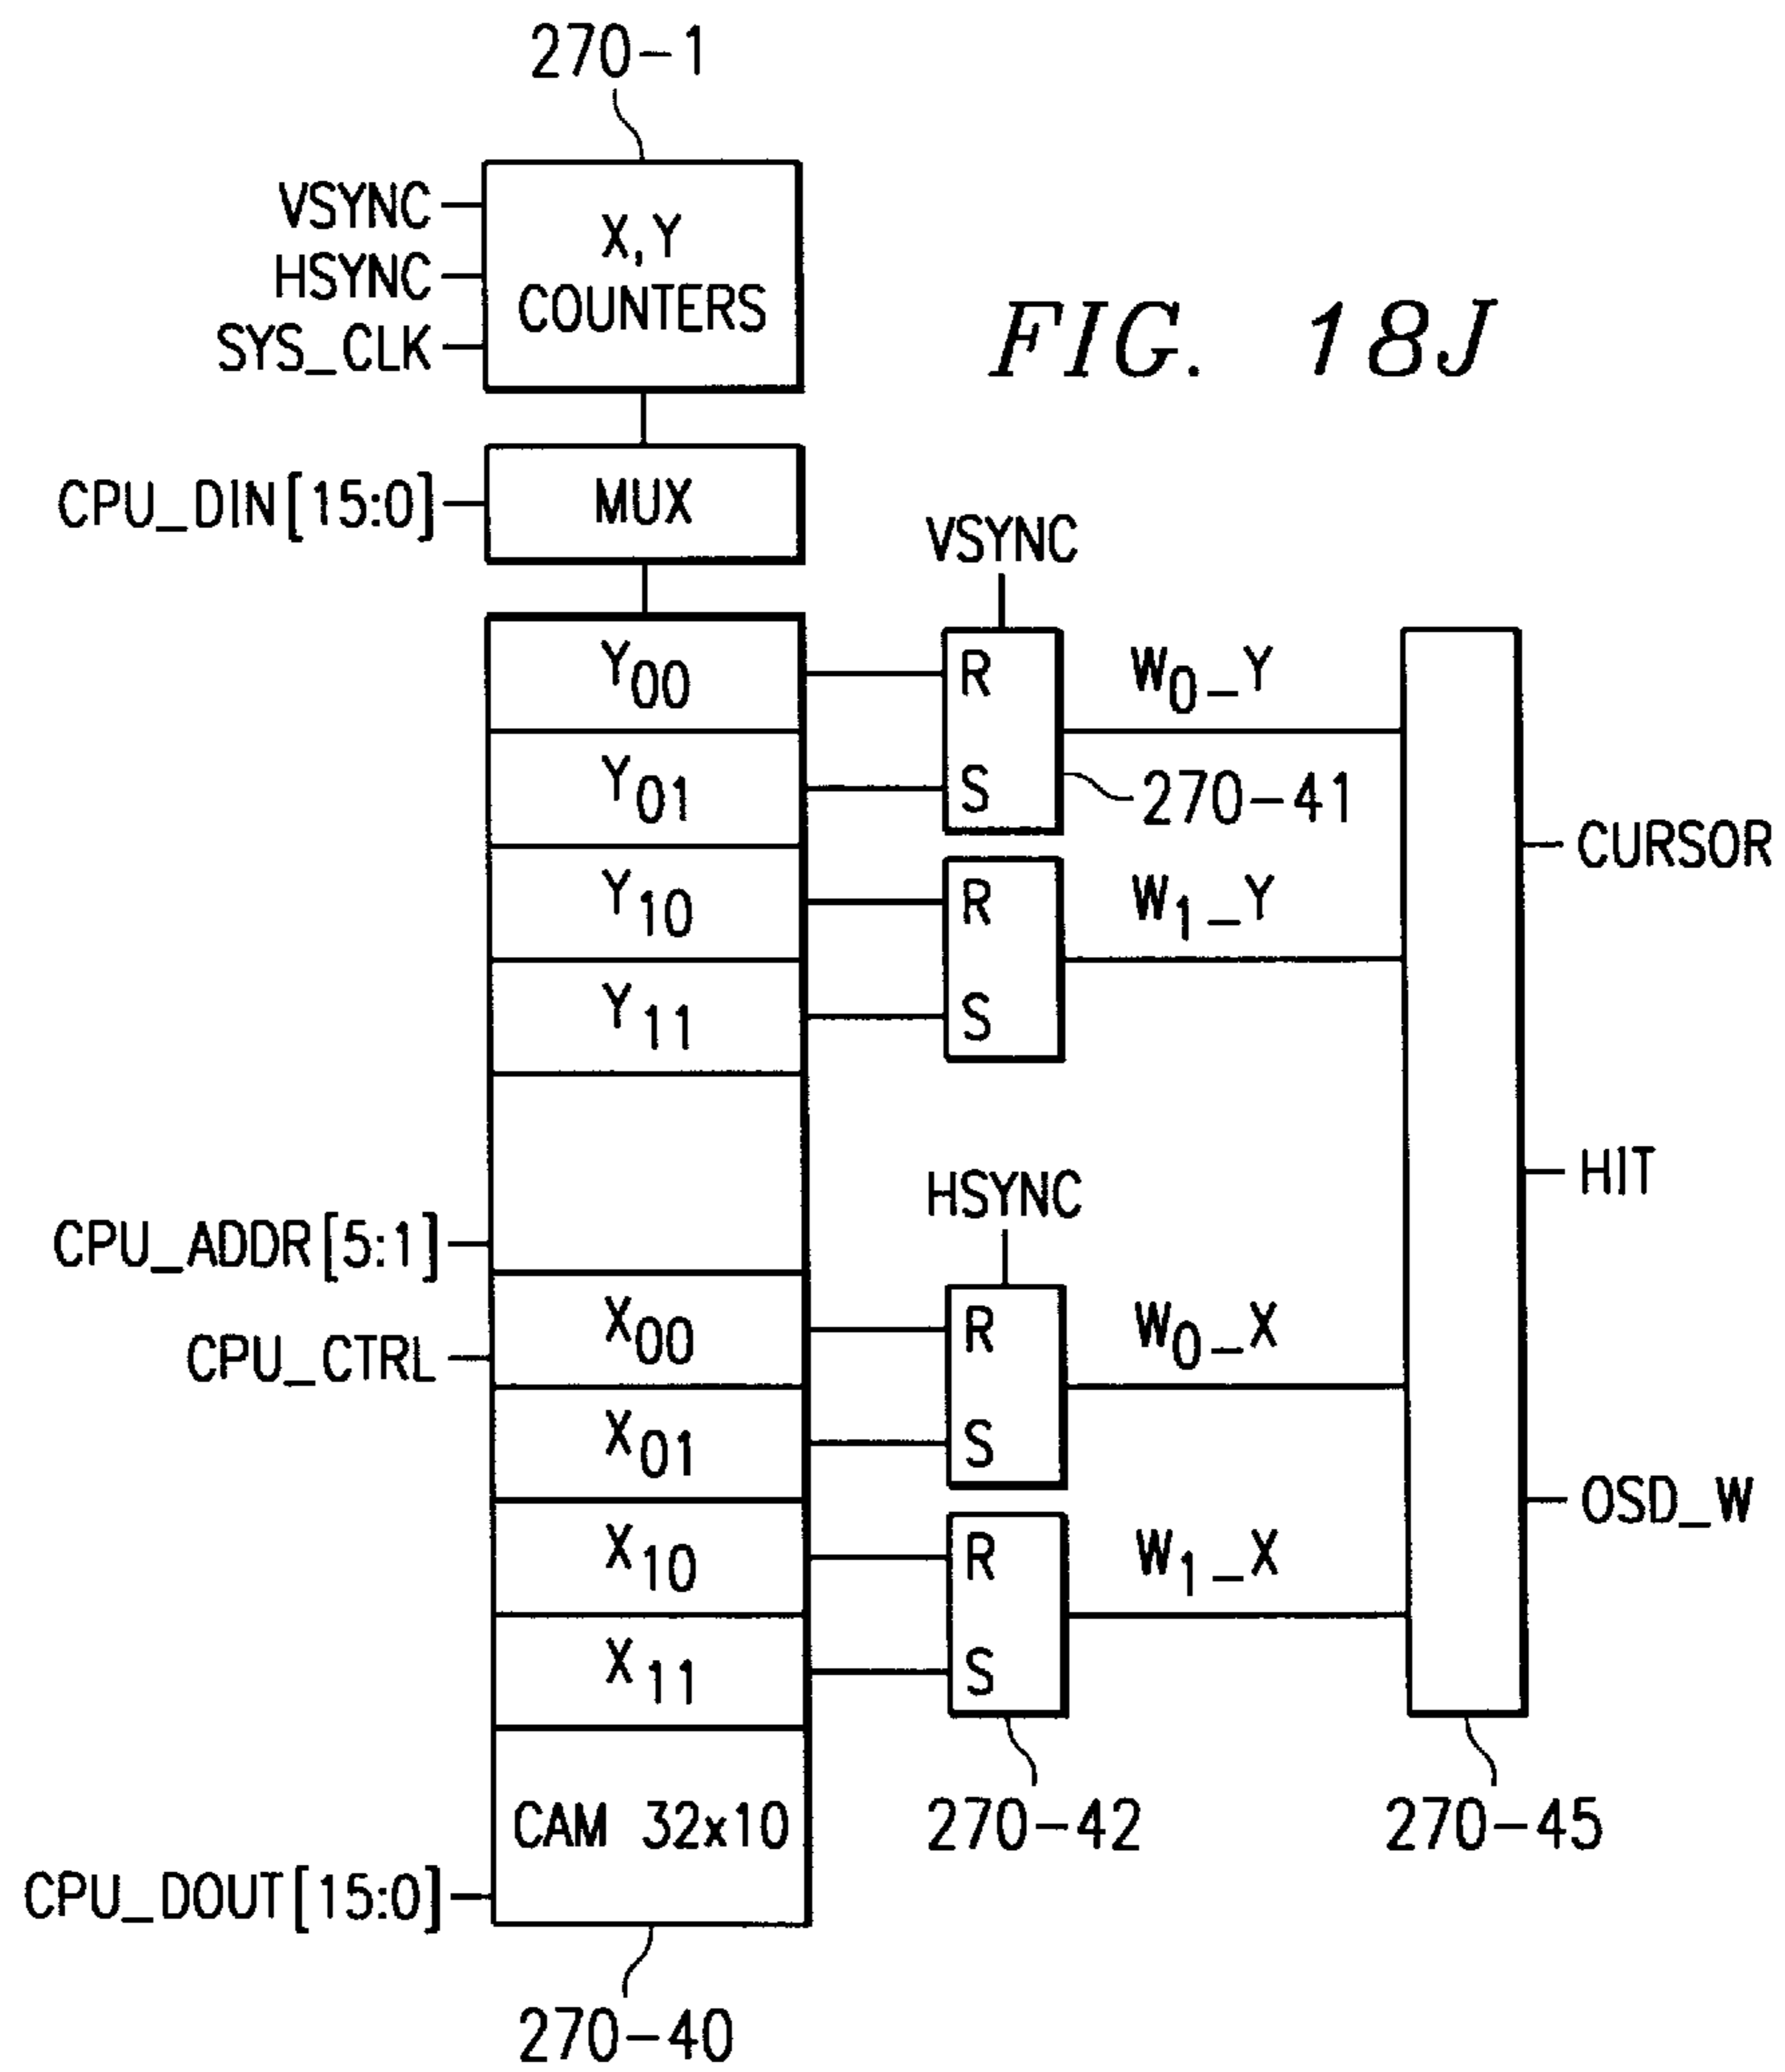 270-1
VSYNC
HSYNC
SYS_CLK
X,Y
COUNTERS
FIG. 18J
CPU_DIN[15:0]
MUX
VSYNC
Y00
R
W0_Y
Y01
S
270-41
CURSOR
Y10
R
W1_Y
Y11
S
HIT
HSYNC
CPU_ADDR[5:1]
X00
R
W0_X
CPU_CTRL
X01
S
OSD_W
X10
R
W1_X
X11
S
CAM 32x10
270-42
270-45
CPU_DOUT[15:0]
270-40